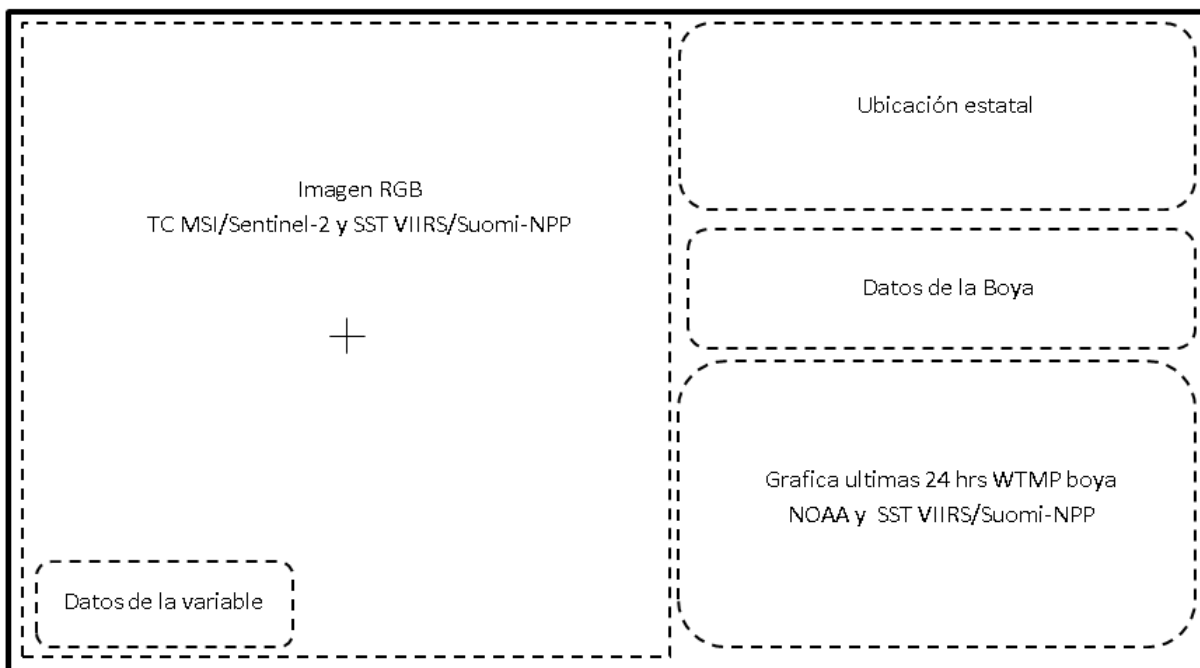 Imagen RGB
TC MSI/Sentinel-2 y SST VIIRS/Suomi-NPP
Datos de la variable
Ubicación estatal
Datos de la Boya
Grafica ultimas 24 hrs WTMP boya
NOAA y SST VIIRS/Suomi-NPP